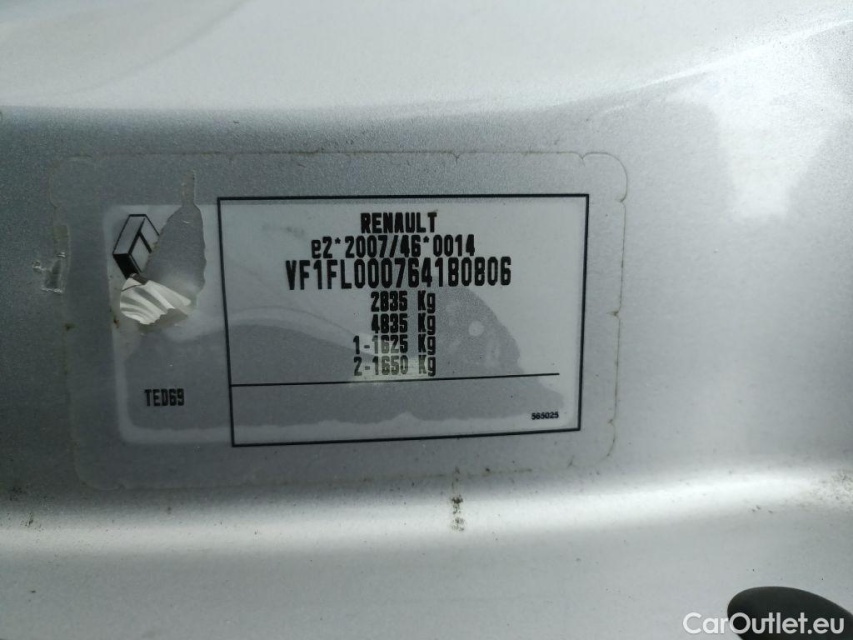 RENAULT
e2*2007/46*0014
VF1FL000764180806
2835 Kg
4835 Kg
1-1625 Kg
2-1650 Kg
TED69
565025
CarOutlet.eu